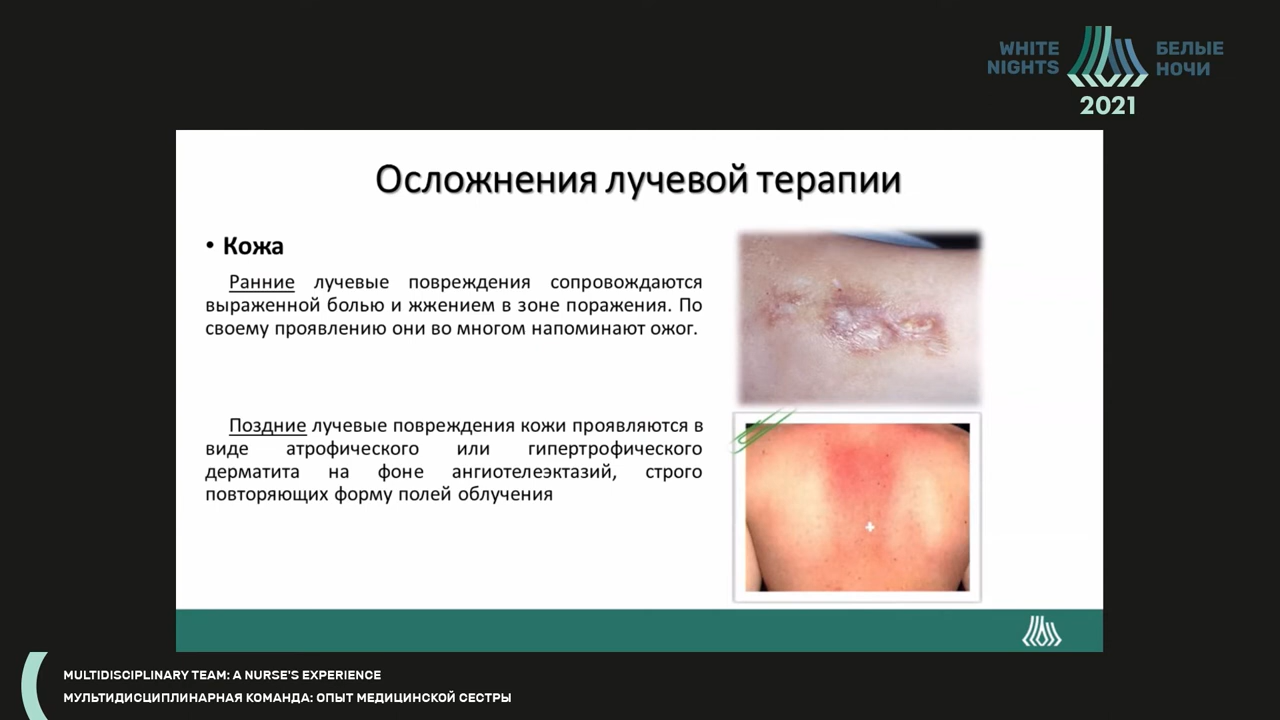 WHITE
NIGHTS
БЕЛЫЕ
НОЧИ
2021
Осложнения лучевой терапии
• Кожа
Ранние лучевые повреждения сопровождаются
выраженной болью и жжением в зоне поражения. По
своему проявлению они во многом напоминают ожог.
Поздние лучевые повреждения кожи проявляются в
виде атрофического или гипертрофического
дерматита на фоне ангиотелеэктазий, строго
повторяющих форму полей облучения
MULTIDISCIPLINARY TEAM: A NURSE'S EXPERIENCE
МУЛЬТИДИСЦИПЛИНАРНАЯ КОМАНДА: ОПЫТ МЕДИЦИНСКОЙ СЕСТРЫ